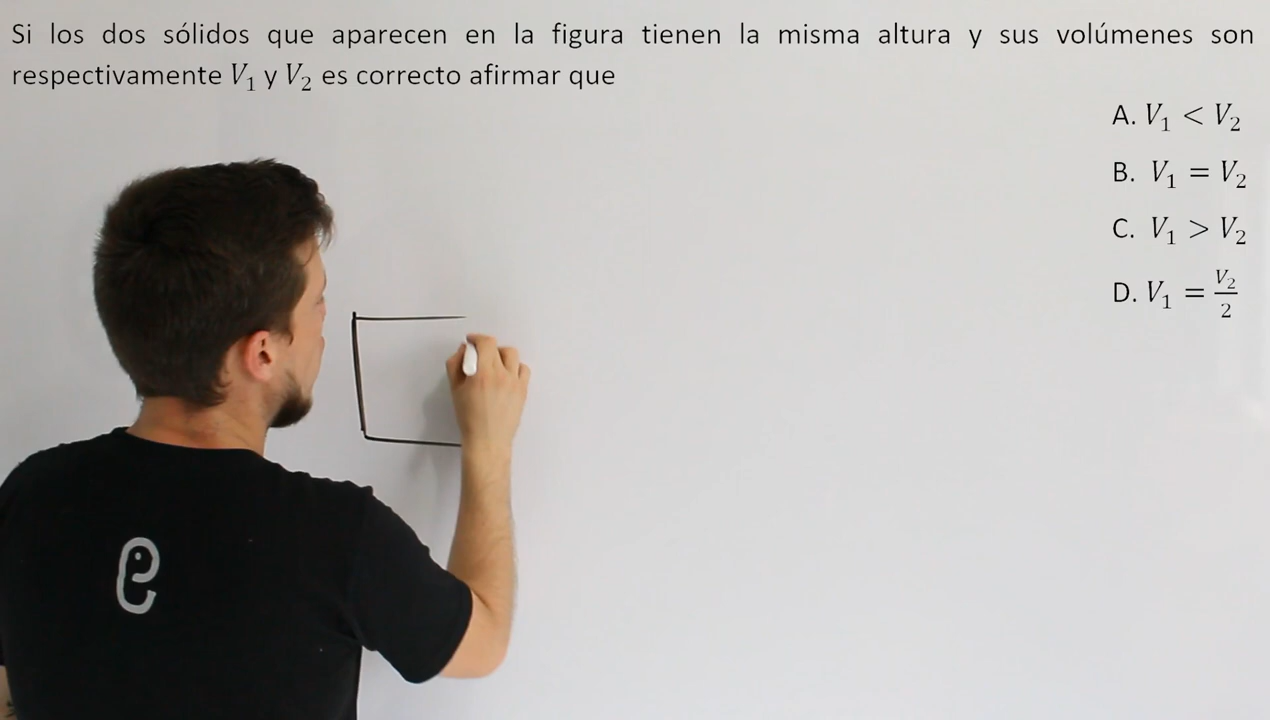 Si los dos sólidos que aparecen en la figura tienen la misma altura y sus volúmenes son
respectivamente V₁ y V₂ es correcto afirmar que
A. V₁ < V₂
B. V₁ = V₂
C. V₁ > V₂
D. V₁ = V₂/2